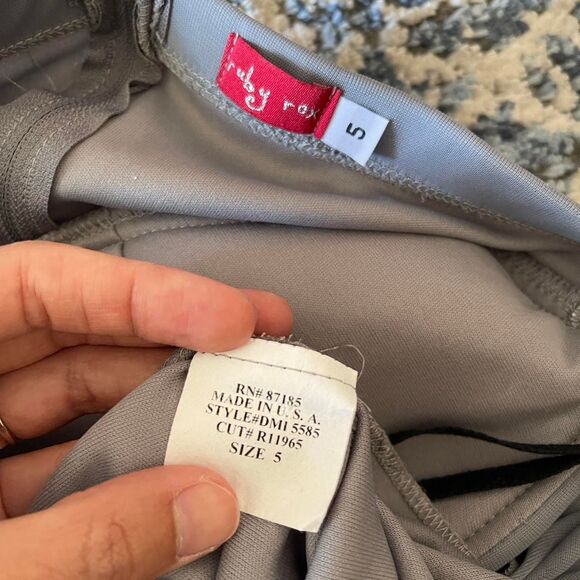 ruby rox
5
RN# 87185
MADE IN U. S. A.
STYLE#DMI 5585
CUT# R11965
SIZE 5